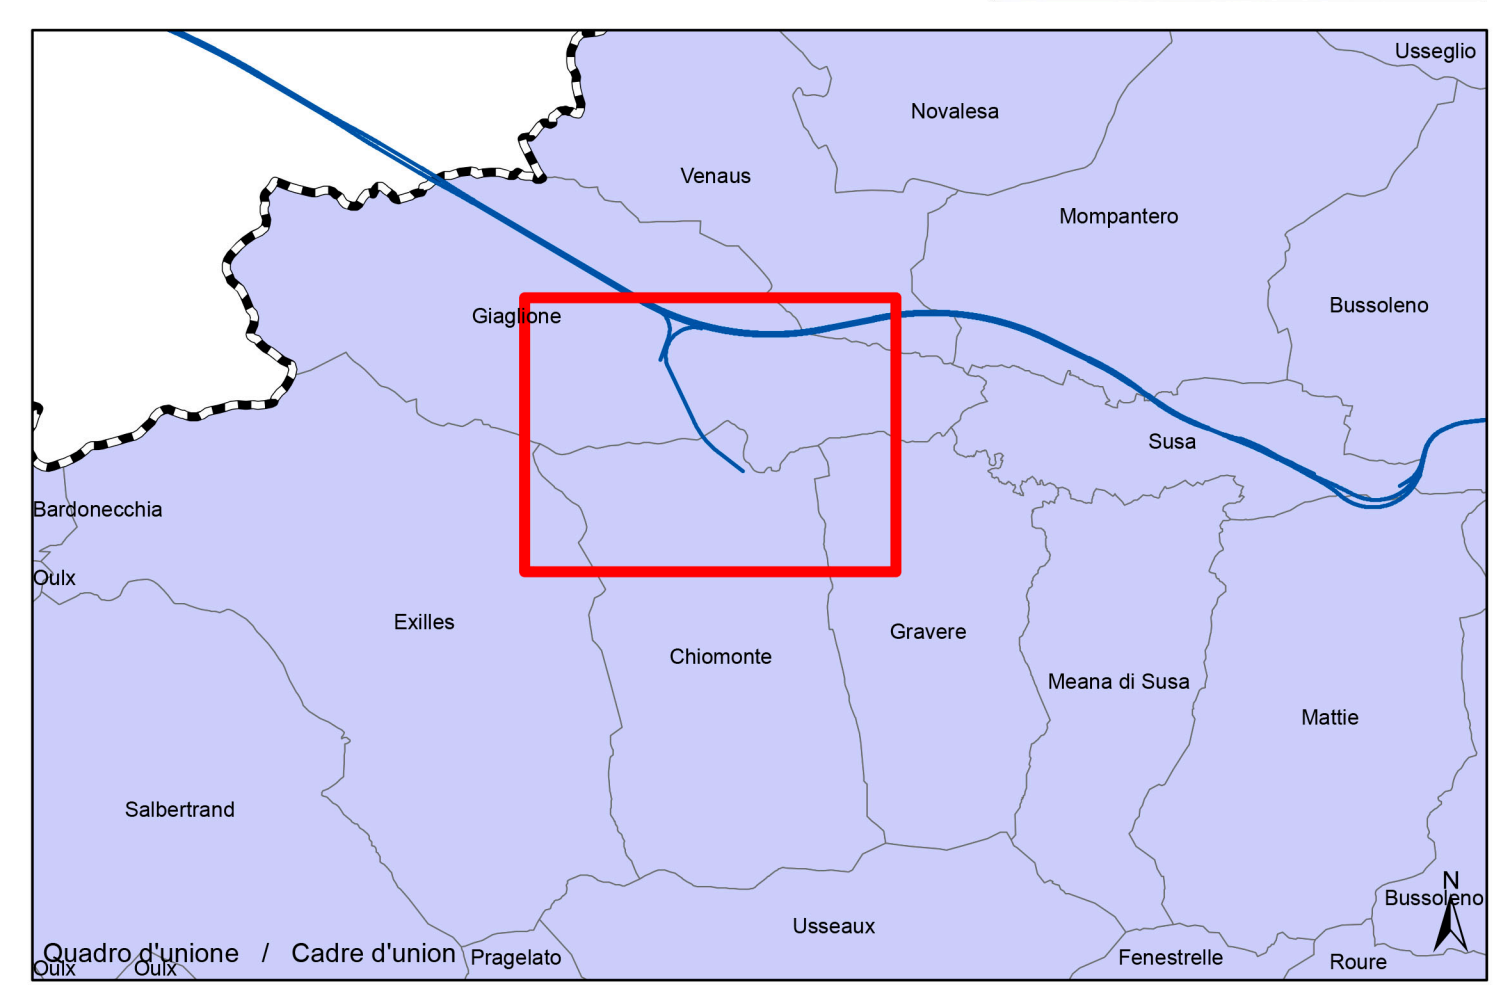 Usseglio
Novalesa
Venaus
Mompantero
Bussoleno
Giaglione
Susa
Bardonecchia
Oulx
Exilles
Gravere
Chiomonte
Meana di Susa
Mattie
Salbertrand
N
Bussoleno
Usseaux
Quadro d'unione / Cadre d'union
Pragelato
Fenestrelle
Roure
Oulx
Oulx